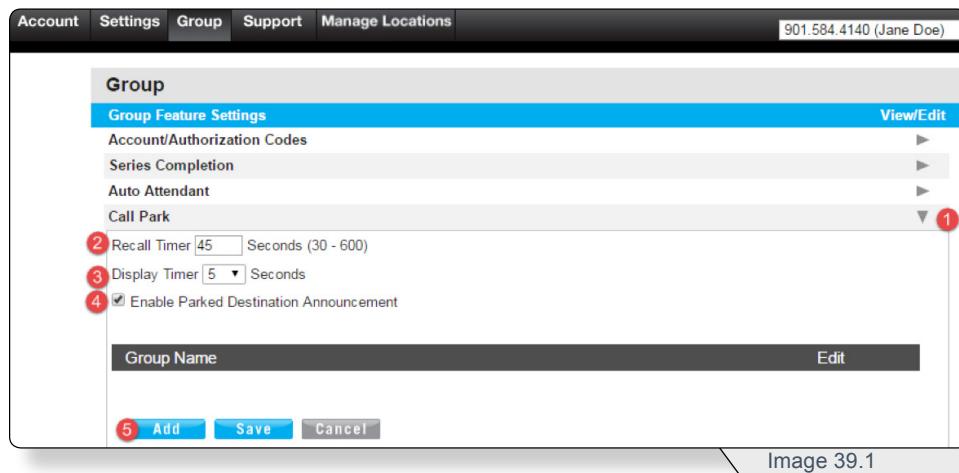 Account Settings Group Support Manage Locations
901.584.4140 (Jane Doe)
Group
Group Feature Settings View/Edit
Account/Authorization Codes
Series Completion
Auto Attendant
Call Park 1
2 Recall Timer 45 Seconds (30 - 600)
3 Display Timer 5 Seconds
4 Enable Parked Destination Announcement
Group Name Edit
5 Add Save Cancel
Image 39.1